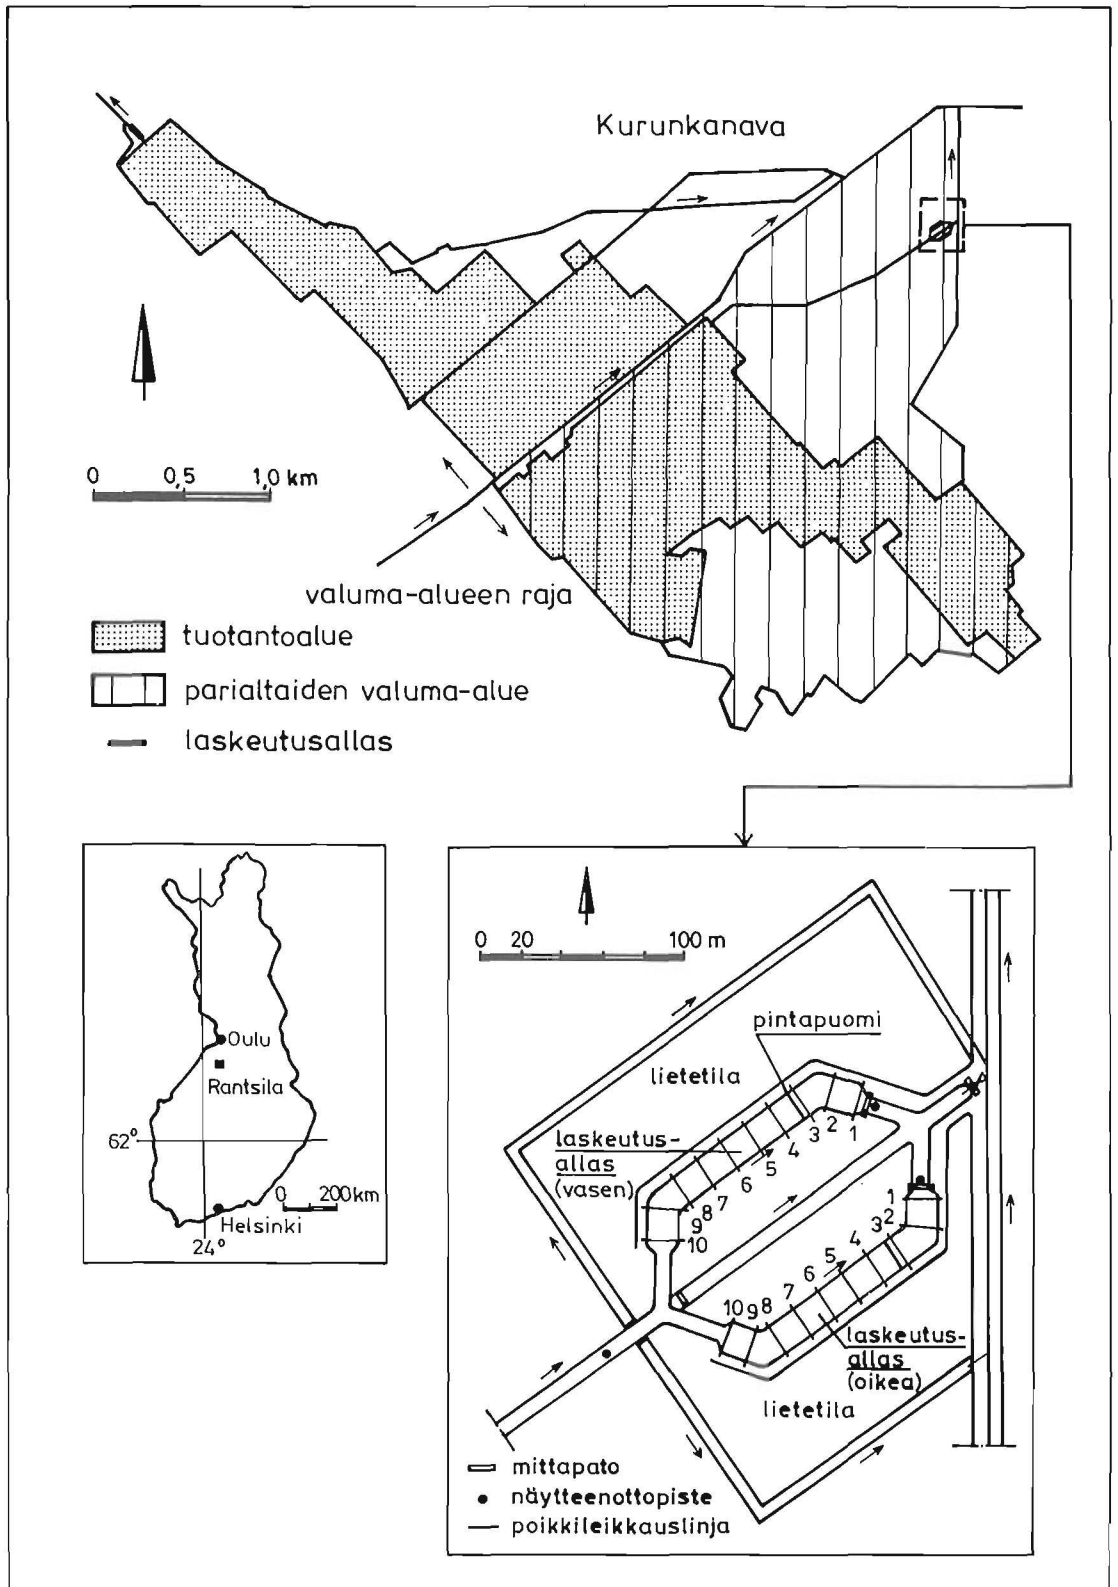 Kurunkanava
0 0,5 1,0 km
valuma-alueen raja
tuotantoalue
parialtaiden valuma-alue
laskeutusallas
Oulu
Rantsila
62°
0 200km
Helsinki
24°
0 20 100 m
pintapuomi
lietetila
laskeutus-
allas
(vasen)
1
2
3
4
5
6
7
8
9
10
1
2
3
4
5
6
7
8
9
10
laskeutus-
allas
(oikea)
lietetila
mittapato
näytteenottopiste
poikkileikkauslinja